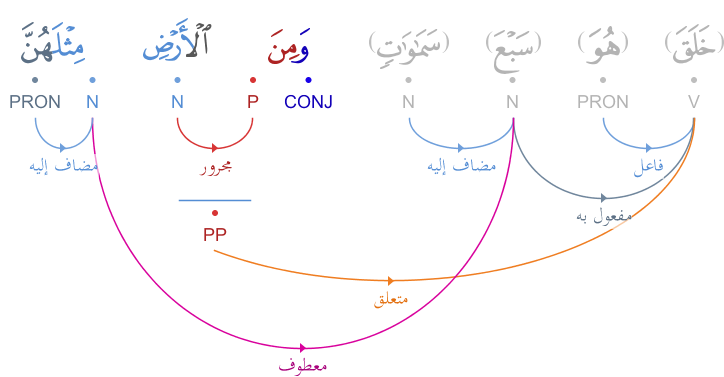 (خَلَقَ) (هُوَ) (سَبْعَ) (سَمَٰوَٰتٍ) وَمِنَ ٱلْأَرْضِ مِثْلَهُنَّ
V PRON N N CONJ P N N PRON
فاعل مضاف إليه مجرور مضاف إليه
مفعول به
PP
متعلق
معطوف